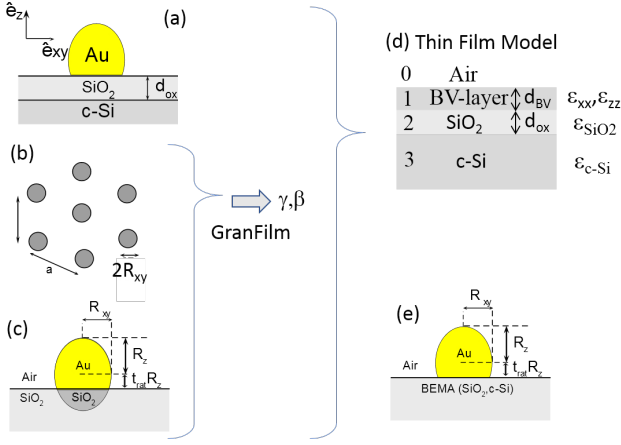 (a)
ê_z
ê_xy
Au
SiO₂
d_ox
c-Si
(b)
a
2R_xy
(c)
R_xy
Au
R_z
Air
t_rat R_z
SiO₂
SiO₂
γ,β
GranFilm
(d) Thin Film Model
0 Air
1 BV-layer d_BV ε_xx,ε_zz
2 SiO₂ d_ox ε_SiO2
3 c-Si ε_c-Si
(e)
R_xy
R_z
Au
Air
t_rat R_z
BEMA (SiO₂,c-Si)